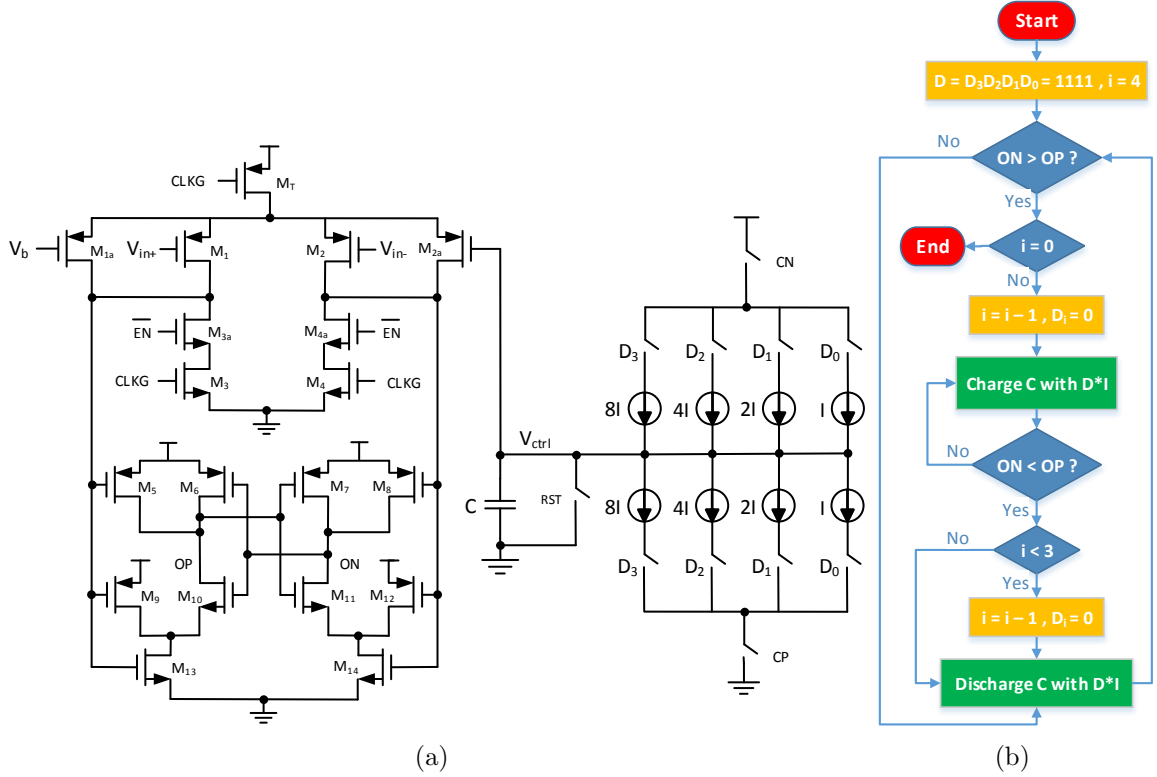 CLKG
M_T
V_b
M_1a
V_in+
M_1
M_2
V_in-
M_2a
EN
M_3a
M_4a
EN
CLKG
M_3
M_4
CLKG
M_5
M_6
M_7
M_8
OP
ON
M_9
M_10
M_11
M_12
M_13
M_14
V_ctrl
C
RST
CN
D_3
D_2
D_1
D_0
8I
4I
2I
I
8I
4I
2I
I
D_3
D_2
D_1
D_0
CP
(a)
Start
D = D_3D_2D_1D_0 = 1111 , i = 4
No
ON > OP ?
Yes
End
i = 0
No
i = i − 1 , D_i = 0
Charge C with D*I
No
ON < OP ?
Yes
No
i < 3
Yes
i = i − 1 , D_i = 0
Discharge C with D*I
(b)